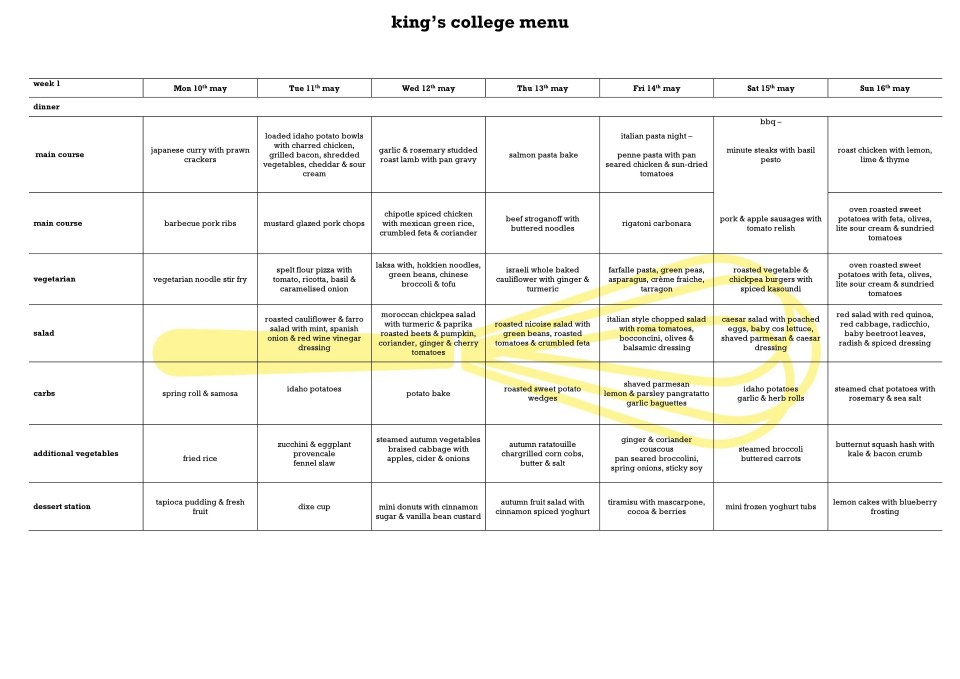 king's college menu
week 1
Mon 10th may
Tue 11th may
Wed 12th may
Thu 13th may
Fri 14th may
Sat 15th may
Sun 16th may
dinner
main course
japanese curry with prawn
crackers
loaded idaho potato bowls
with charred chicken,
grilled bacon, shredded
vegetables, cheddar & sour
cream
garlic & rosemary studded
roast lamb with pan gravy
salmon pasta bake
italian pasta night –
penne pasta with pan
seared chicken & sun-dried
tomatoes
bbq –
minute steaks with basil
pesto
roast chicken with lemon,
lime & thyme
main course
barbecue pork ribs
mustard glazed pork chops
chipotle spiced chicken
with mexican green rice,
crumbled feta & coriander
beef stroganoff with
buttered noodles
rigatoni carbonara
pork & apple sausages with
tomato relish
oven roasted sweet
potatoes with feta, olives,
lite sour cream & sundried
tomatoes
vegetarian
vegetarian noodle stir fry
spelt flour pizza with
tomato, ricotta, basil &
caramelised onion
laksa with, hokkien noodles,
green beans, chinese
broccoli & tofu
israeli whole baked
cauliflower with ginger &
turmeric
farfalle pasta, green peas,
asparagus, crème fraiche,
tarragon
roasted vegetable &
chickpea burgers with
spiced kasoundi
oven roasted sweet
potatoes with feta, olives,
lite sour cream & sundried
tomatoes
salad
roasted cauliflower & farro
salad with mint, spanish
onion & red wine vinegar
dressing
moroccan chickpea salad
with turmeric & paprika
roasted beets & pumpkin,
coriander, ginger & cherry
tomatoes
roasted nicoise salad with
green beans, roasted
tomatoes & crumbled feta
italian style chopped salad
with roma tomatoes,
bocconcini, olives &
balsamic dressing
caesar salad with poached
eggs, baby cos lettuce,
shaved parmesan & caesar
dressing
red salad with red quinoa,
red cabbage, radicchio,
baby beetroot leaves,
radish & spiced dressing
carbs
spring roll & samosa
idaho potatoes
potato bake
roasted sweet potato
wedges
shaved parmesan
lemon & parsley pangratatto
garlic baguettes
idaho potatoes
garlic & herb rolls
steamed chat potatoes with
rosemary & sea salt
additional vegetables
fried rice
zucchini & eggplant
provencale
fennel slaw
steamed autumn vegetables
braised cabbage with
apples, cider & onions
autumn ratatouille
chargrilled corn cobs,
butter & salt
ginger & coriander
couscous
pan seared broccolini,
spring onions, sticky soy
steamed broccoli
buttered carrots
butternut squash hash with
kale & bacon crumb
dessert station
tapioca pudding & fresh
fruit
dixe cup
mini donuts with cinnamon
sugar & vanilla bean custard
autumn fruit salad with
cinnamon spiced yoghurt
tiramisu with mascarpone,
cocoa & berries
mini frozen yoghurt tubs
lemon cakes with blueberry
frosting